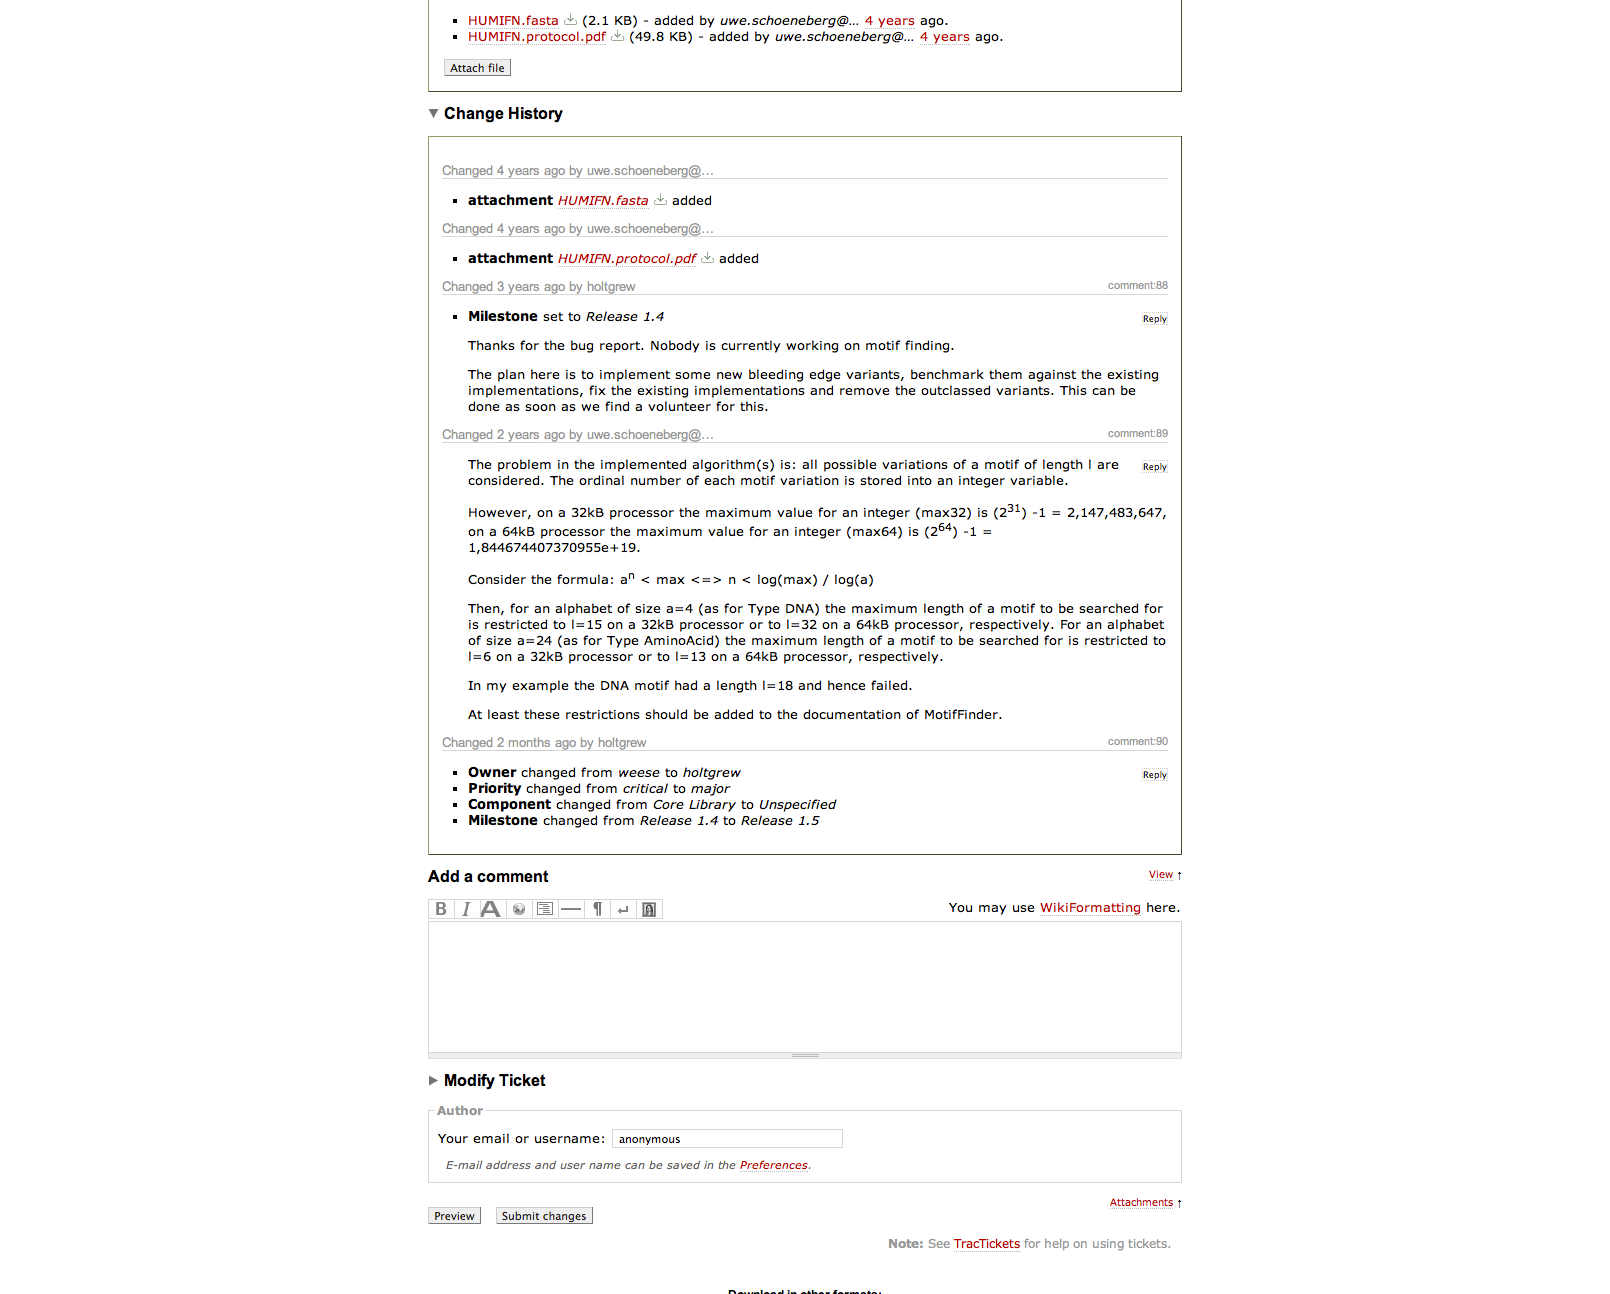 HUMIFN.fasta (2.1 KB) - added by uwe.schoeneberg@… 4 years ago.
HUMIFN.protocol.pdf (49.8 KB) - added by uwe.schoeneberg@… 4 years ago.
Attach file
Change History
Changed 4 years ago by uwe.schoeneberg@…
attachment HUMIFN.fasta added
Changed 4 years ago by uwe.schoeneberg@…
attachment HUMIFN.protocol.pdf added
Changed 3 years ago by holtgrew comment:88
Milestone set to Release 1.4 Reply
Thanks for the bug report. Nobody is currently working on motif finding.
The plan here is to implement some new bleeding edge variants, benchmark them against the existing
implementations, fix the existing implementations and remove the outclassed variants. This can be
done as soon as we find a volunteer for this.
Changed 2 years ago by uwe.schoeneberg@… comment:89
The problem in the implemented algorithm(s) is: all possible variations of a motif of length l are Reply
considered. The ordinal number of each motif variation is stored into an integer variable.
However, on a 32kB processor the maximum value for an integer (max32) is (2^31) -1 = 2,147,483,647,
on a 64kB processor the maximum value for an integer (max64) is (2^64) -1 =
1,844674407370955e+19.
Consider the formula: a^n < max <=> n < log(max) / log(a)
Then, for an alphabet of size a=4 (as for Type DNA) the maximum length of a motif to be searched for
is restricted to l=15 on a 32kB processor or to l=32 on a 64kB processor, respectively. For an alphabet
of size a=24 (as for Type AminoAcid) the maximum length of a motif to be searched for is restricted to
l=6 on a 32kB processor or to l=13 on a 64kB processor, respectively.
In my example the DNA motif had a length l=18 and hence failed.
At least these restrictions should be added to the documentation of MotifFinder.
Changed 2 months ago by holtgrew comment:90
Owner changed from weese to holtgrew Reply
Priority changed from critical to major
Component changed from Core Library to Unspecified
Milestone changed from Release 1.4 to Release 1.5
Add a comment View ↑
B I A ¶ You may use WikiFormatting here.
Modify Ticket
Author
Your email or username: anonymous
E-mail address and user name can be saved in the Preferences.
Attachments ↑
Preview Submit changes
Note: See TracTickets for help on using tickets.
Download in other formats: